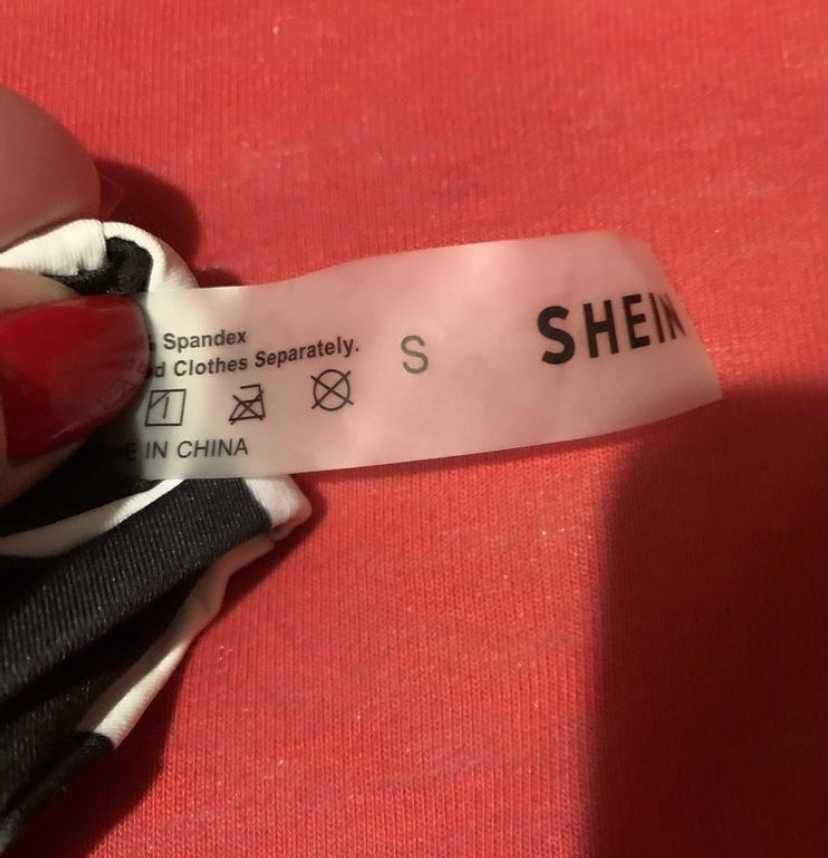 Spandex
d Clothes Separately.
E IN CHINA
S
SHEIN